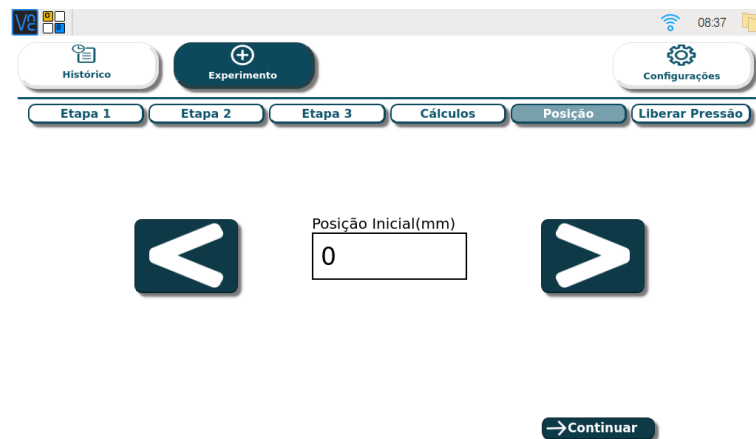 08:37
Histórico
Experimento
Configurações
Etapa 1
Etapa 2
Etapa 3
Cálculos
Posição
Liberar Pressão
Posição Inicial(mm)
0
Continuar